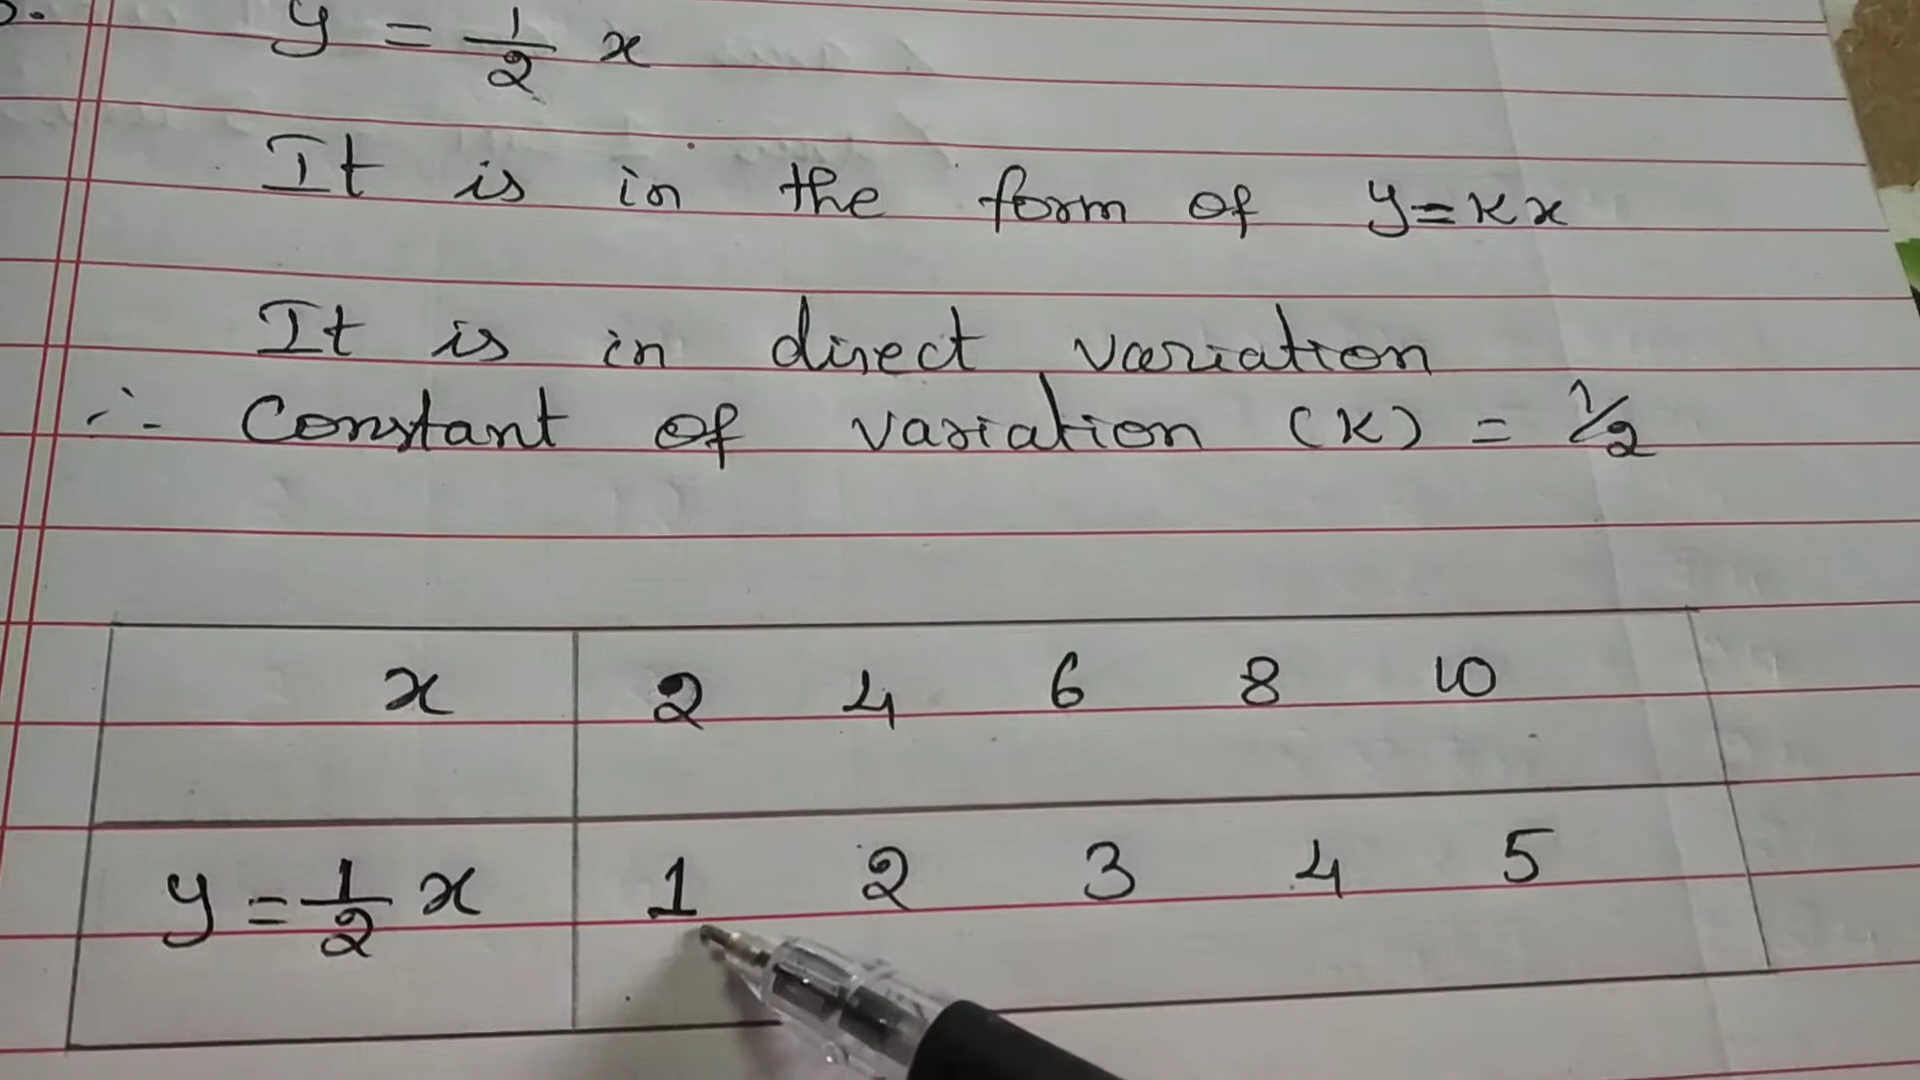 y = 1/2 x
It is in the form of y=kx
It is in direct variation
∴ Constant of variation (K) = 1/2
x 2 4 6 8 10
y = 1/2 x 1 2 3 4 5